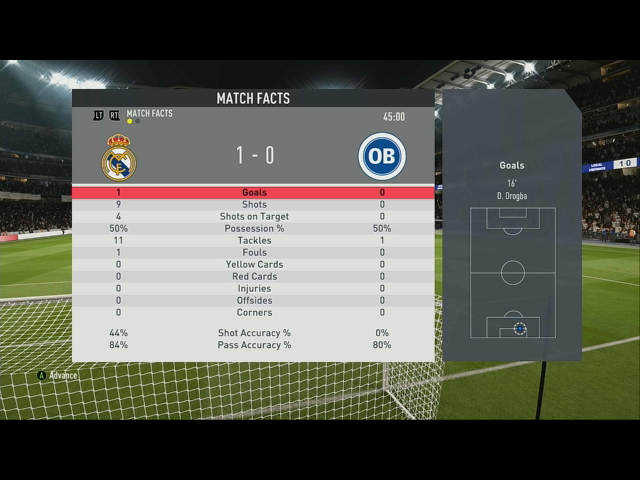 MATCH FACTS
LT RT MATCH FACTS
45:00
1 - 0
OB
1 Goals 0
9 Shots 0
4 Shots on Target 0
50% Possession % 50%
11 Tackles 1
1 Fouls 0
0 Yellow Cards 0
0 Red Cards 0
0 Injuries 0
0 Offsides 0
0 Corners 0
44% Shot Accuracy % 0%
84% Pass Accuracy % 80%
Goals
16'
D. Drogba
1 0
A Advance